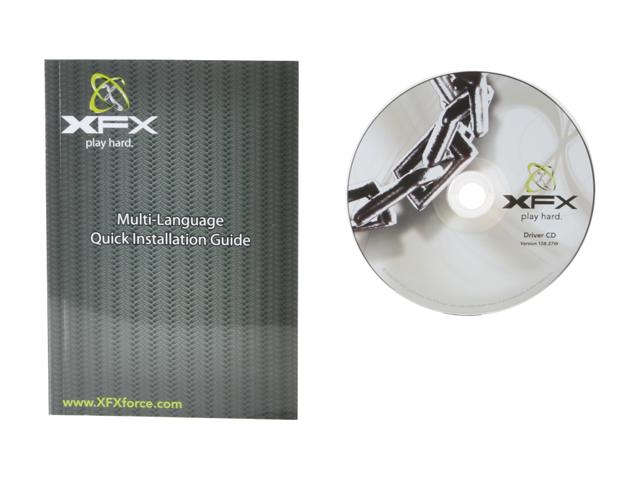 XFX
play hard.
Multi-Language
Quick Installation Guide
www.XFXforce.com
XFX
play hard.
Driver CD
Version 158.27W